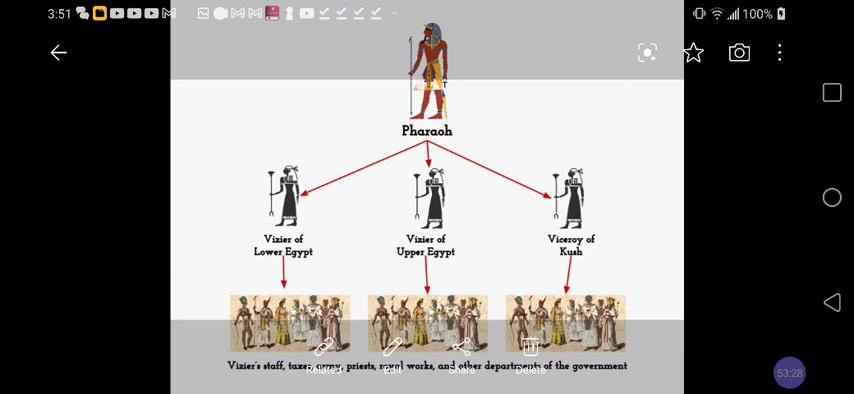 3:51
100%
Pharaoh
Vizier of
Lower Egypt
Vizier of
Upper Egypt
Viceroy of
Kush
Related
Edit
Share
Delete
Vizier's staff, taxes, army, priests, royal works, and other departments of the government
53:28